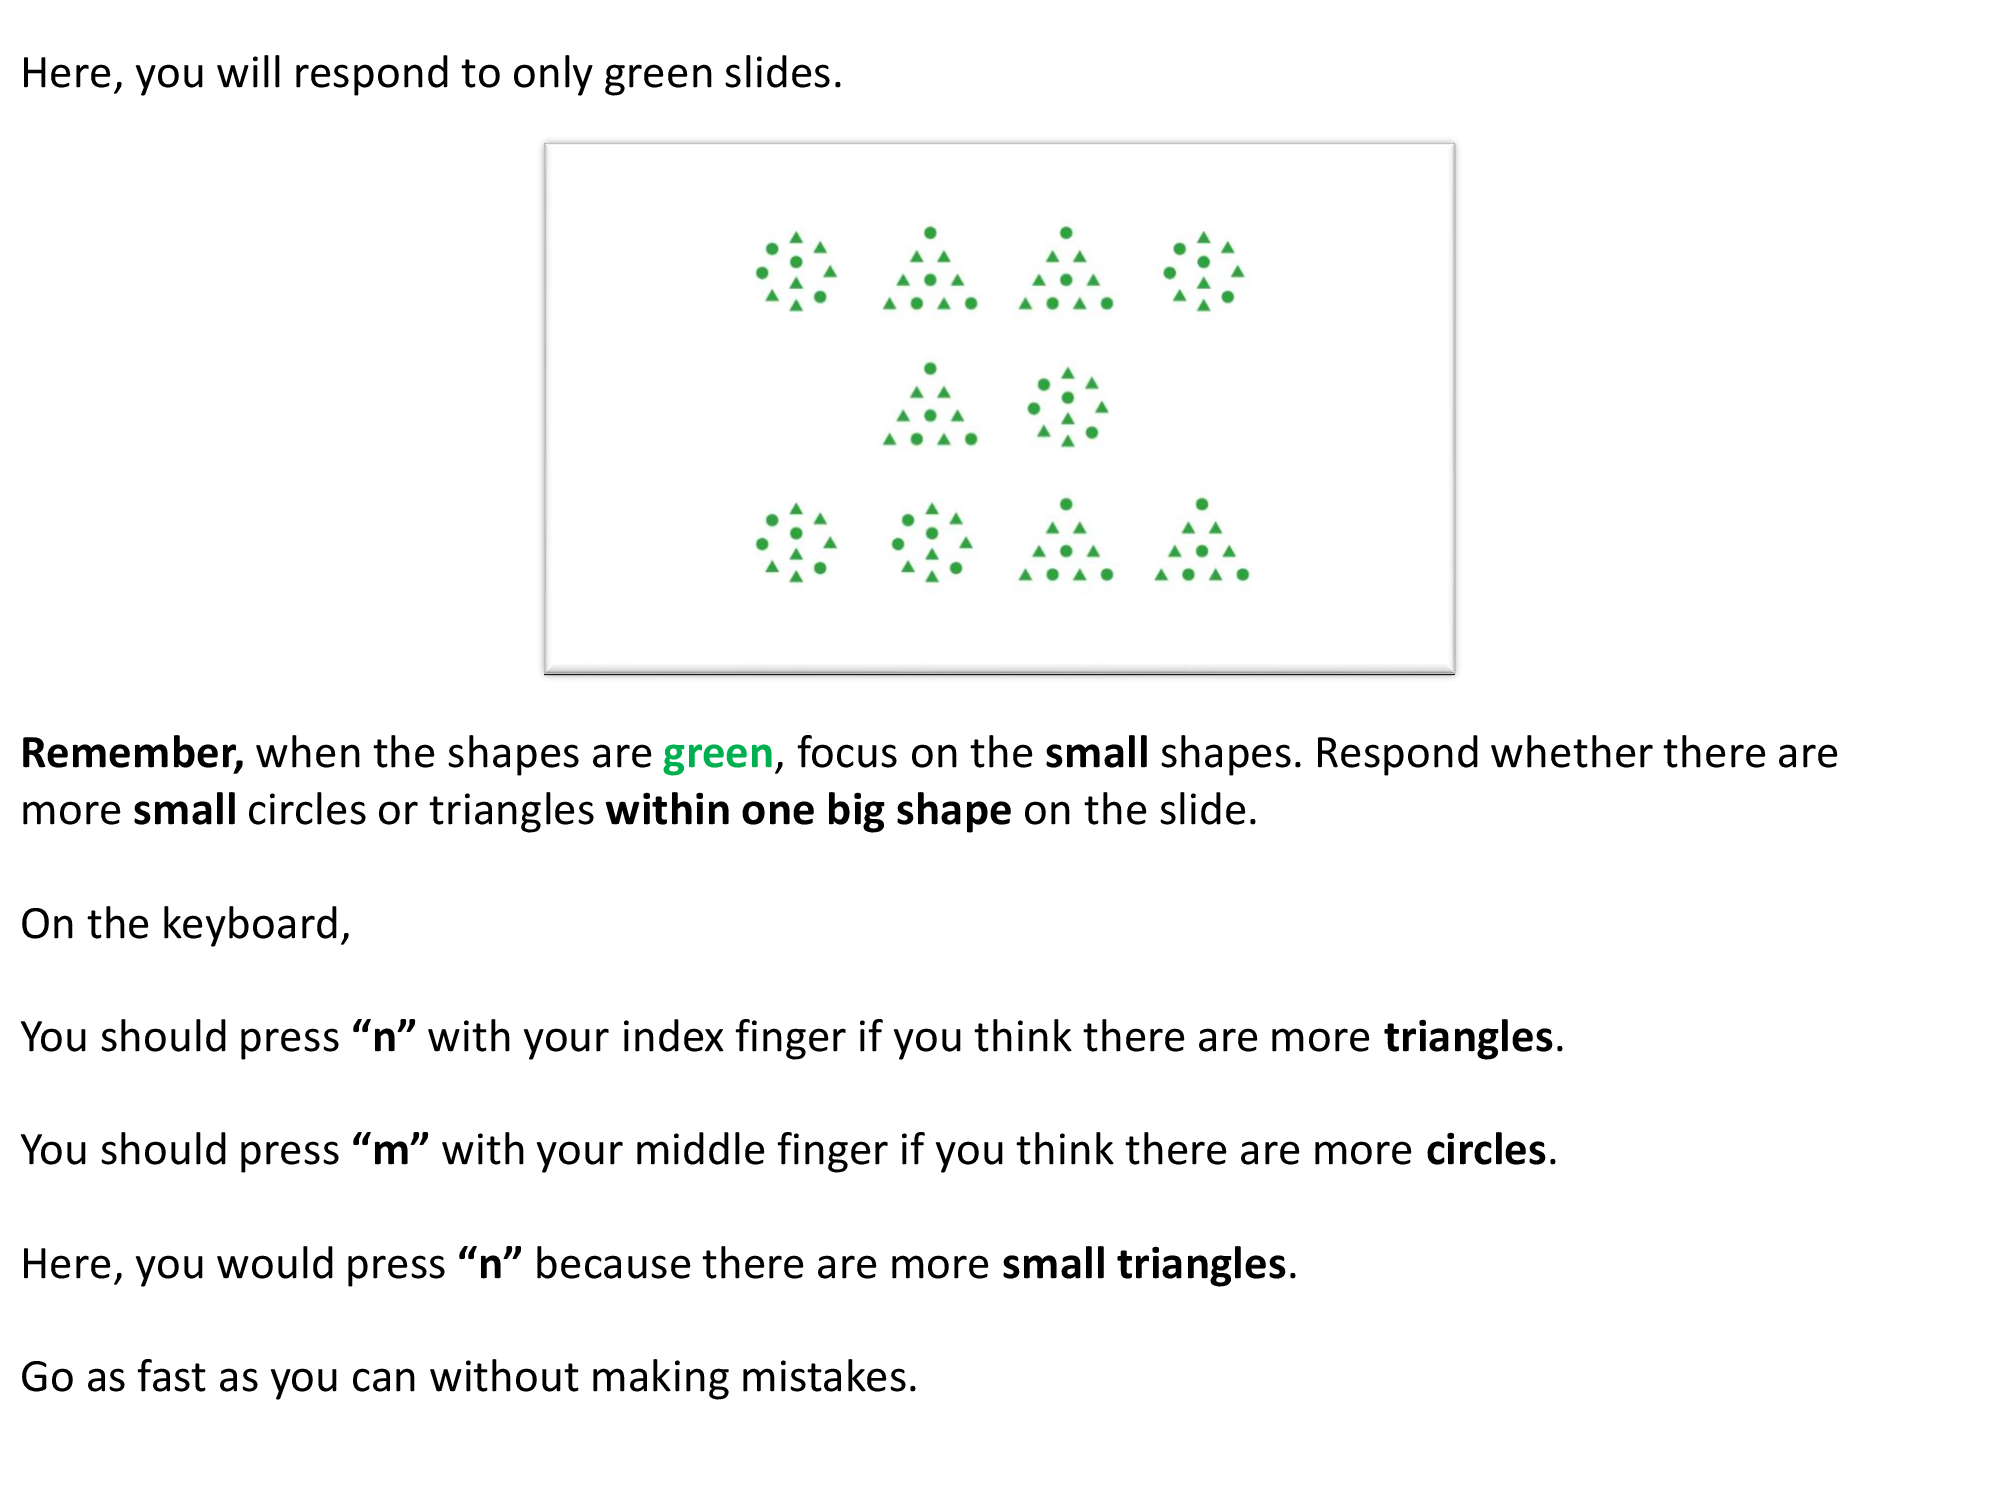 Here, you will respond to only green slides.
Remember, when the shapes are green, focus on the small shapes. Respond whether there are
more small circles or triangles within one big shape on the slide.
On the keyboard,
You should press “n” with your index finger if you think there are more triangles.
You should press “m” with your middle finger if you think there are more circles.
Here, you would press “n” because there are more small triangles.
Go as fast as you can without making mistakes.